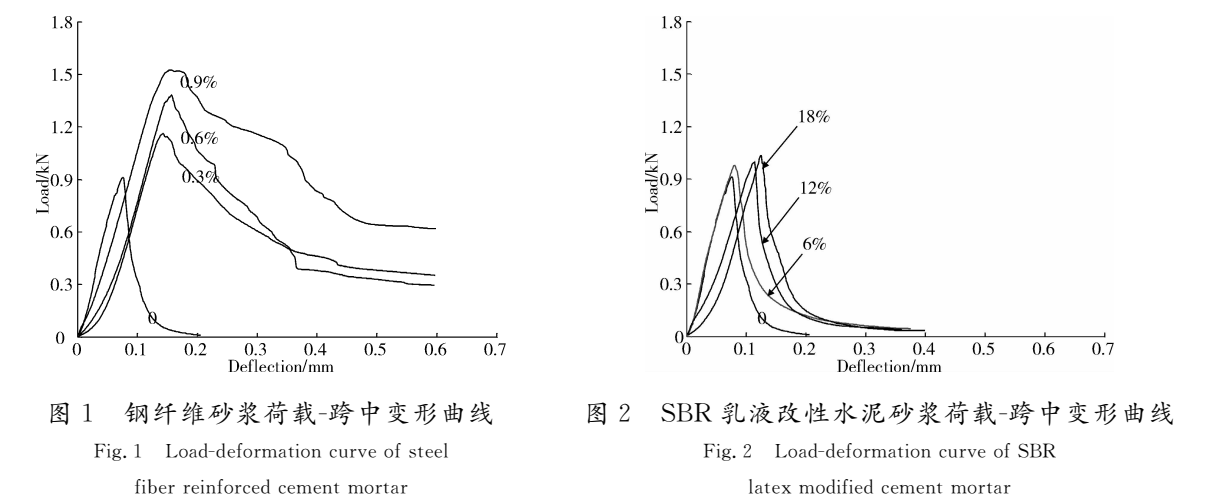 1.8
1.5
1.2
0.9
0.6
0.3
0
Load/kN
0.9%
0.6%
0.3%
0
0 0.1 0.2 0.3 0.4 0.5 0.6 0.7
Deflection/mm
图 1 钢纤维砂浆荷载-跨中变形曲线
Fig. 1 Load-deformation curve of steel
fiber reinforced cement mortar
1.8
1.5
1.2
0.9
0.6
0.3
0
Load/kN
18%
12%
6%
0
0 0.1 0.2 0.3 0.4 0.5 0.6 0.7
Deflection/mm
图 2 SBR 乳液改性水泥砂浆荷载-跨中变形曲线
Fig. 2 Load-deformation curve of SBR
latex modified cement mortar